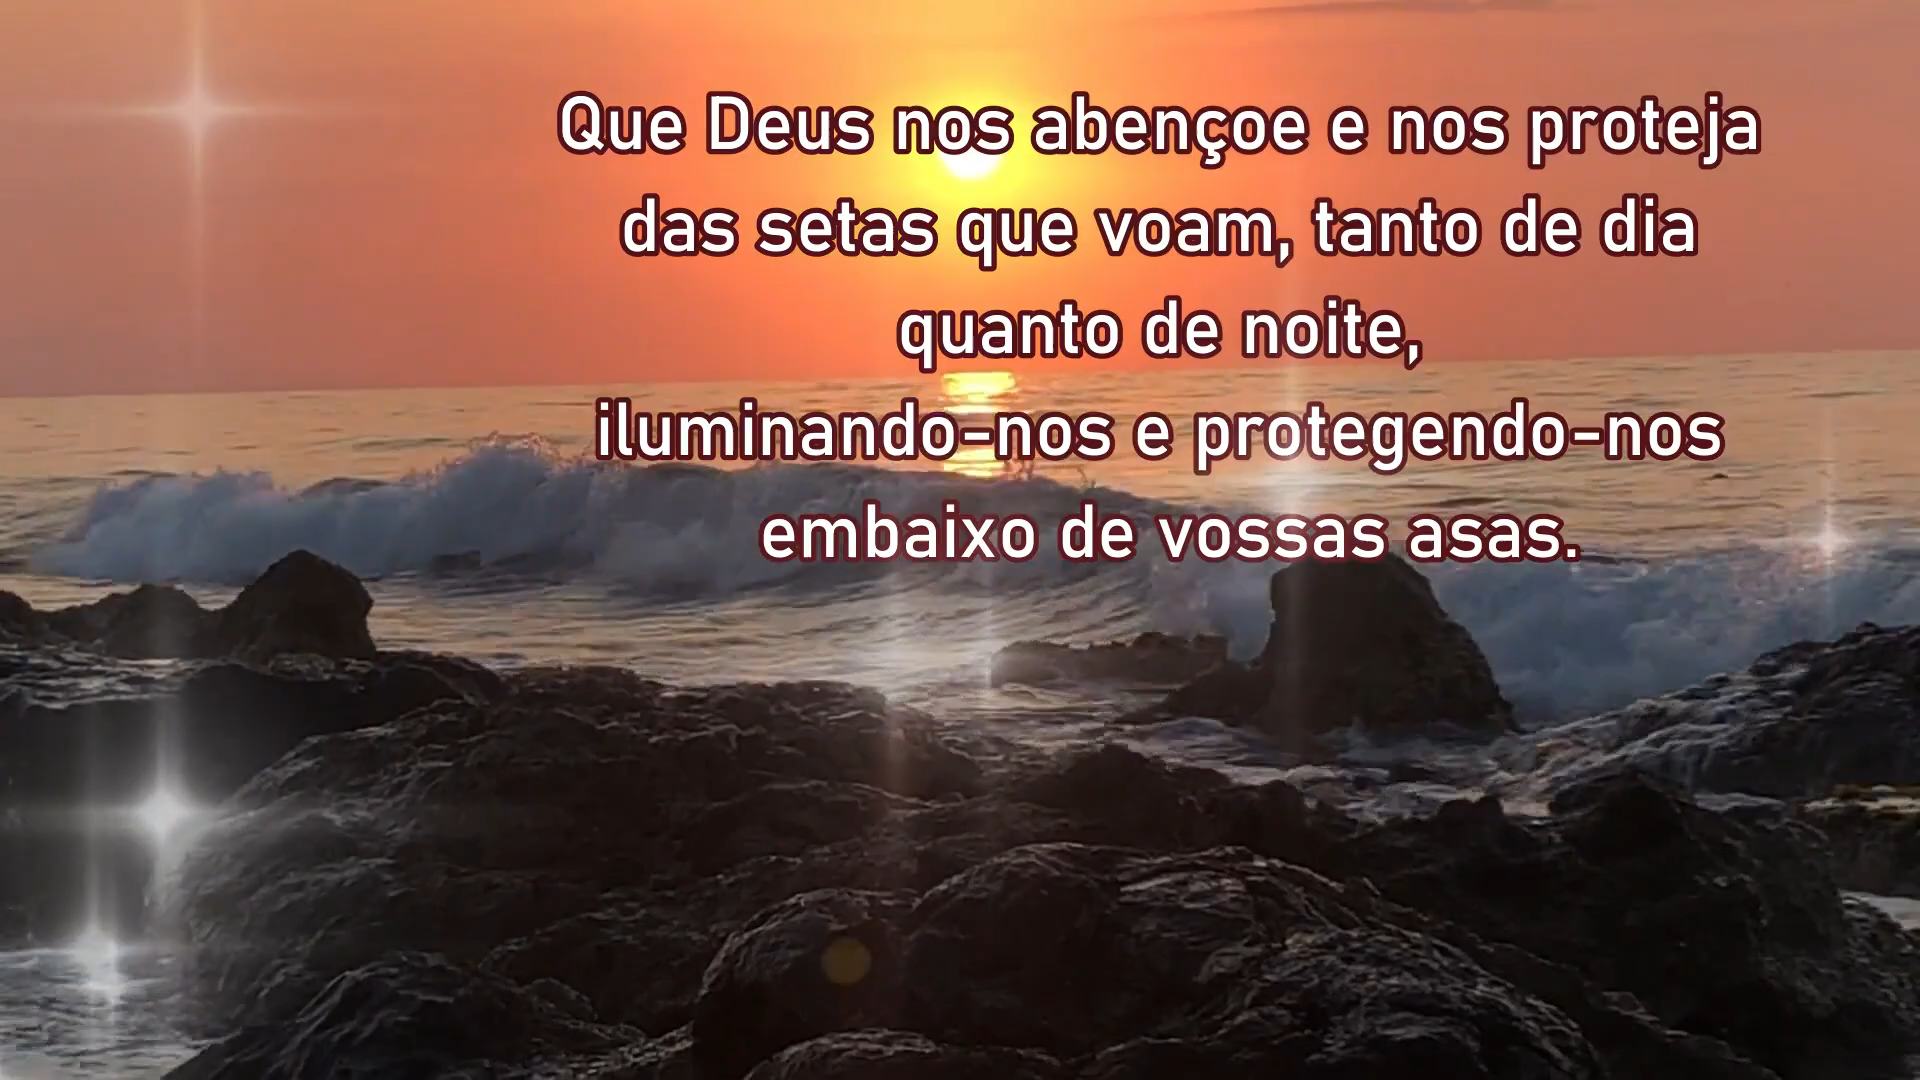 Que Deus nos abençoe e nos proteja
das setas que voam, tanto de dia
quanto de noite,
iluminando-nos e protegendo-nos
embaixo de vossas asas.